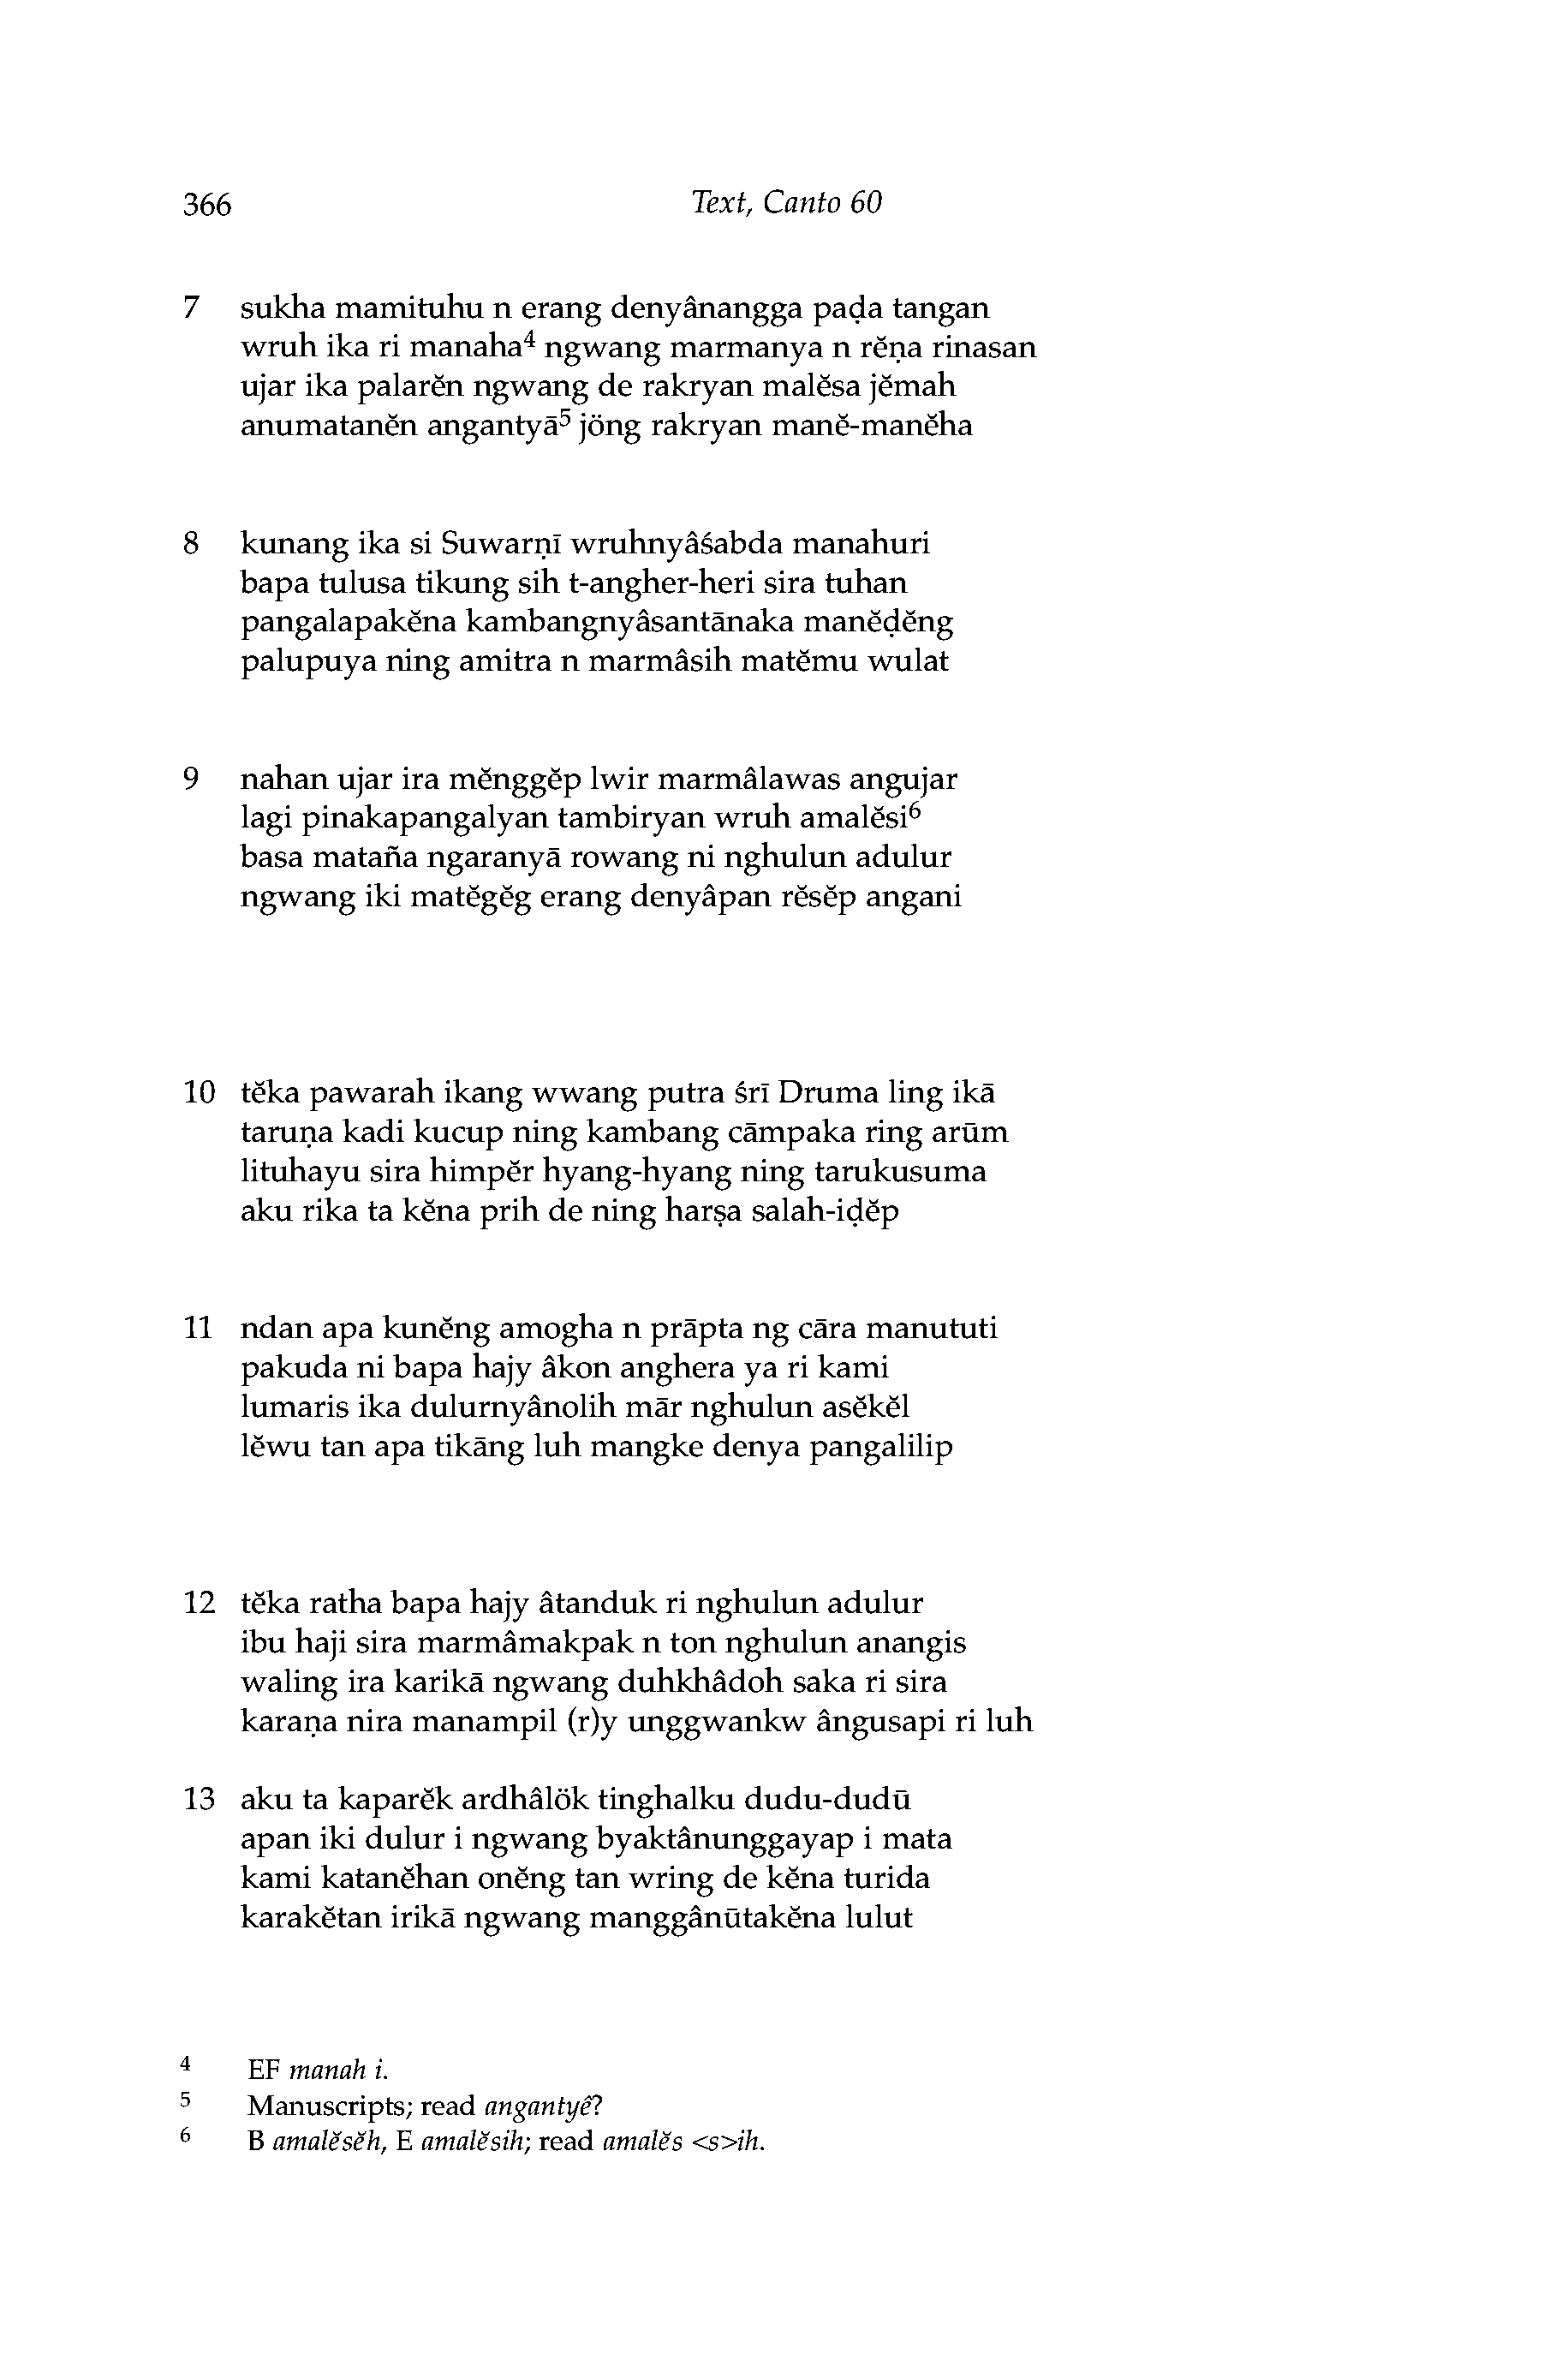 366 Text, Canto 60
7 sukha mamituhu n erang denyânangga paḍa tangan
wruh ika ri manaha⁴ ngwang marmanya n rĕṇa rinasan
ujar ika palarĕn ngwang de rakryan malĕsa jĕmah
anumatanĕn angantyā⁵ jöng rakryan manĕ-manĕha
8 kunang ika si Suwarṇī wruhnyâśabda manahuri
bapa tulusa tikung sih t-angher-heri sira tuhan
pangalapakĕna kambangnyâsantānaka manĕḍĕng
palupuya ning amitra n marmâsih matĕmu wulat
9 nahan ujar ira mĕnggĕp lwir marmâlawas angujar
lagi pinakapangalyan tambiryan wruh amalĕsi⁶
basa mataña ngaranyā rowang ni nghulun adulur
ngwang iki matĕgĕg erang denyâpan rĕsĕp angani
10 tĕka pawarah ikang wwang putra śrī Druma ling ikā
taruṇa kadi kucup ning kambang cāmpaka ring arūm
lituhayu sira himpĕr hyang-hyang ning tarukusuma
aku rika ta kĕna prih de ning harṣa salah-iḍĕp
11 ndan apa kunĕng amogha n prāpta ng cāra manututi
pakuda ni bapa hajy âkon anghera ya ri kami
lumaris ika dulurnyânolih mār nghulun asĕkĕl
lĕwu tan apa tikāng luh mangke denya pangalilip
12 tĕka ratha bapa hajy âtanduk ri nghulun adulur
ibu haji sira marmâmakpak n ton nghulun anangis
waling ira karikā ngwang duhkhâdoh saka ri sira
karaṇa nira manampil (r)y unggwankw ângusapi ri luh
13 aku ta kaparĕk ardhâlök tinghalku dudu-dudū
apan iki dulur i ngwang byaktânunggayap i mata
kami katanĕhan onĕng tan wring de kĕna turida
karakĕtan irikā ngwang manggânūtakĕna lulut
⁴ EF manah i.
⁵ Manuscripts; read angantyê?
⁶ B amalĕsĕh, E amalĕsih; read amalĕs <s>ih.